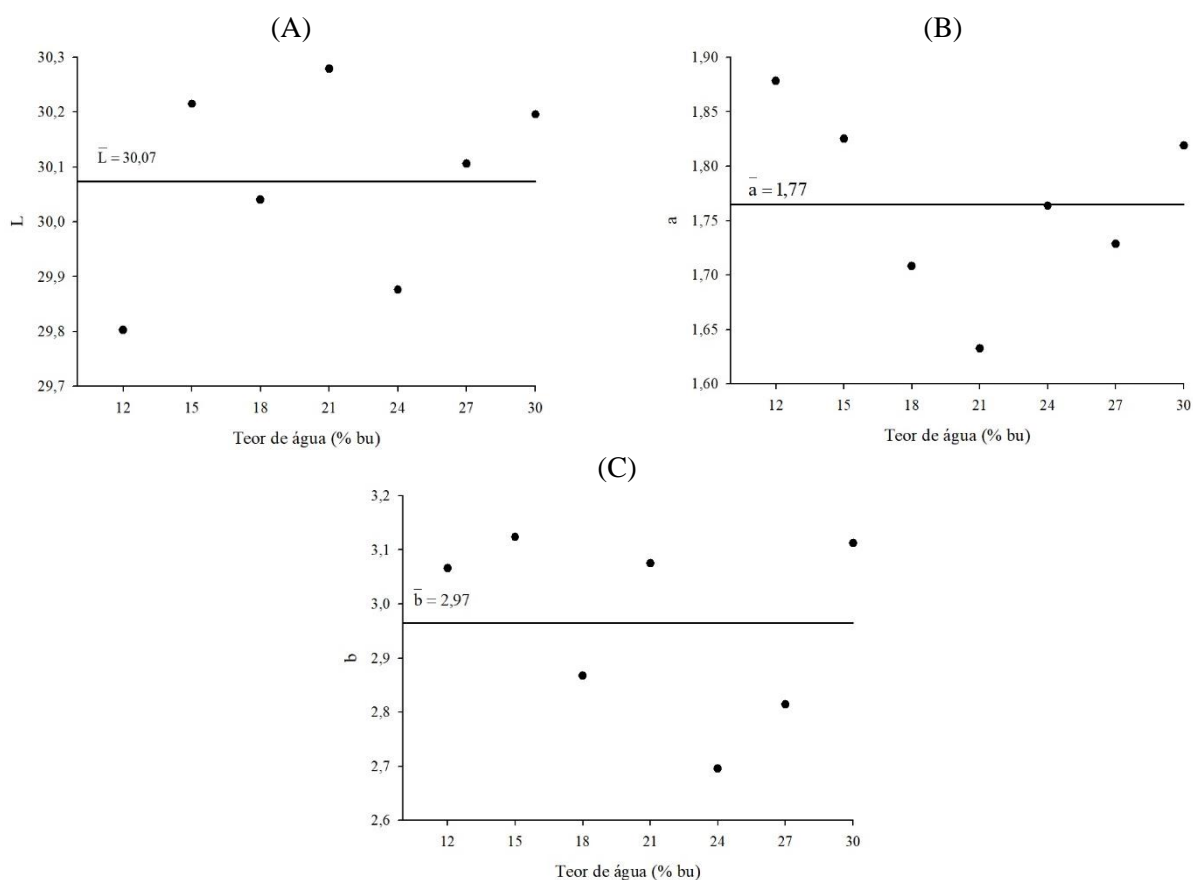 (A)
30,3
30,2
30,1
30,0
29,9
29,8
29,7
L
L̅ = 30,07
12 15 18 21 24 27 30
Teor de água (% bu)
(B)
1,90
1,85
1,80
1,75
1,70
1,65
1,60
a
a̅ = 1,77
12 15 18 21 24 27 30
Teor de água (% bu)
(C)
3,2
3,1
3,0
2,9
2,8
2,7
2,6
b
b̅ = 2,97
12 15 18 21 24 27 30
Teor de água (% bu)